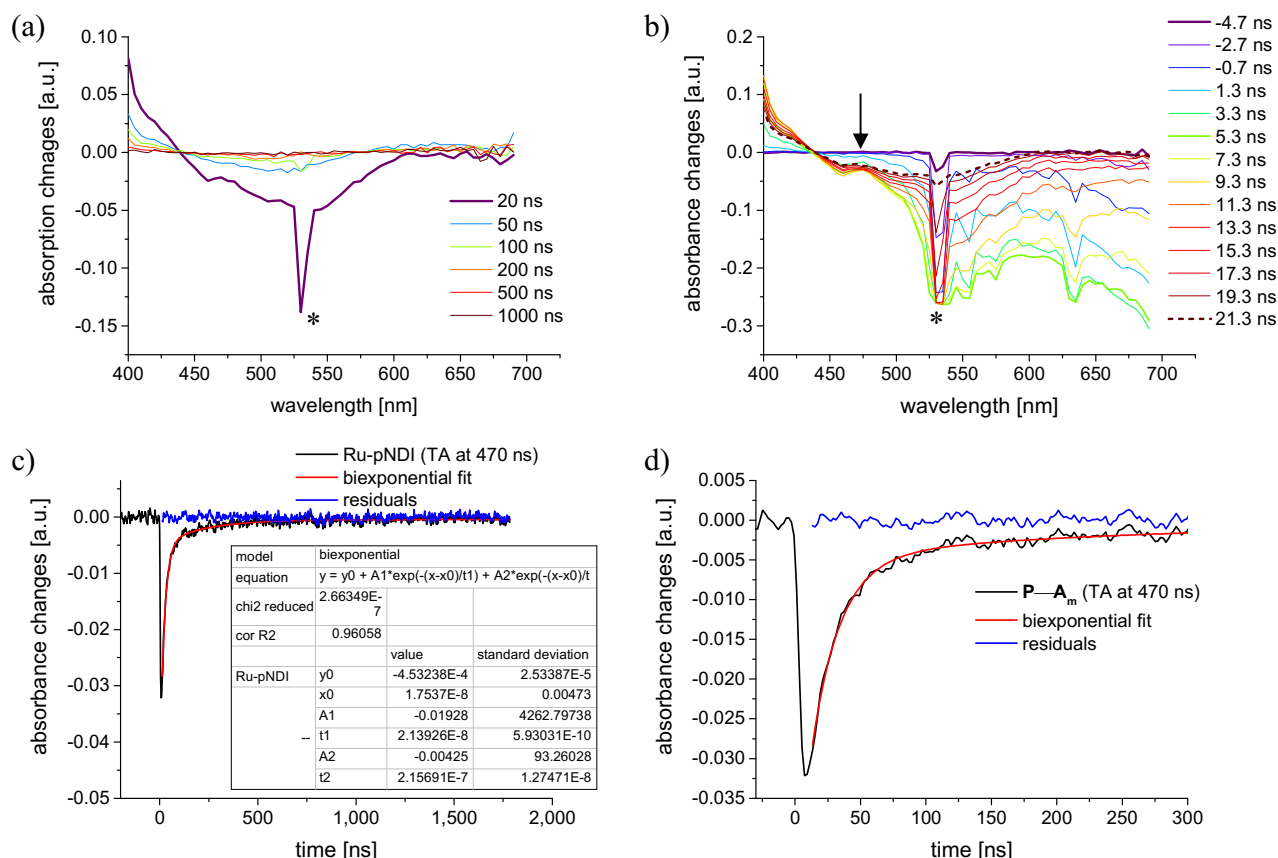 (a)
absorption chnages [a.u.]
0.10
0.05
0.00
-0.05
-0.10
-0.15
20 ns
50 ns
100 ns
200 ns
500 ns
1000 ns
*
400 450 500 550 600 650 700
wavelength [nm]
b)
absorbance changes [a.u.]
0.2
0.1
0.0
-0.1
-0.2
-0.3
*
400 450 500 550 600 650 700
wavelength [nm]
-4.7 ns
-2.7 ns
-0.7 ns
1.3 ns
3.3 ns
5.3 ns
7.3 ns
9.3 ns
11.3 ns
13.3 ns
15.3 ns
17.3 ns
19.3 ns
21.3 ns
c)
Ru-pNDI (TA at 470 ns)
biexponential fit
residuals
absorbance changes [a.u.]
0.00
-0.01
-0.02
-0.03
-0.04
-0.05
model biexponential
equation y = y0 + A1*exp(-(x-x0)/t1) + A2*exp(-(x-x0)/t
chi2 reduced 2.66349E-
7
cor R2 0.96058
value standard deviation
Ru-pNDI y0 -4.53238E-4 2.53387E-5
x0 1.7537E-8 0.00473
-- A1 -0.01928 4262.79738
t1 2.13926E-8 5.93031E-10
A2 -0.00425 93.26028
t2 2.15691E-7 1.27471E-8
0 500 1,000 1,500 2,000
time [ns]
d)
absorbance changes [a.u.]
0.005
0.000
-0.005
-0.010
-0.015
-0.020
-0.025
-0.030
-0.035
P—Am (TA at 470 ns)
biexponential fit
residuals
0 50 100 150 200 250 300
time [ns]